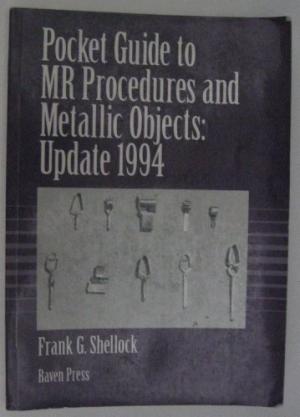 Pocket Guide to
MR Procedures and
Metallic Objects:
Update 1994
Frank G. Shellock
Raven Press